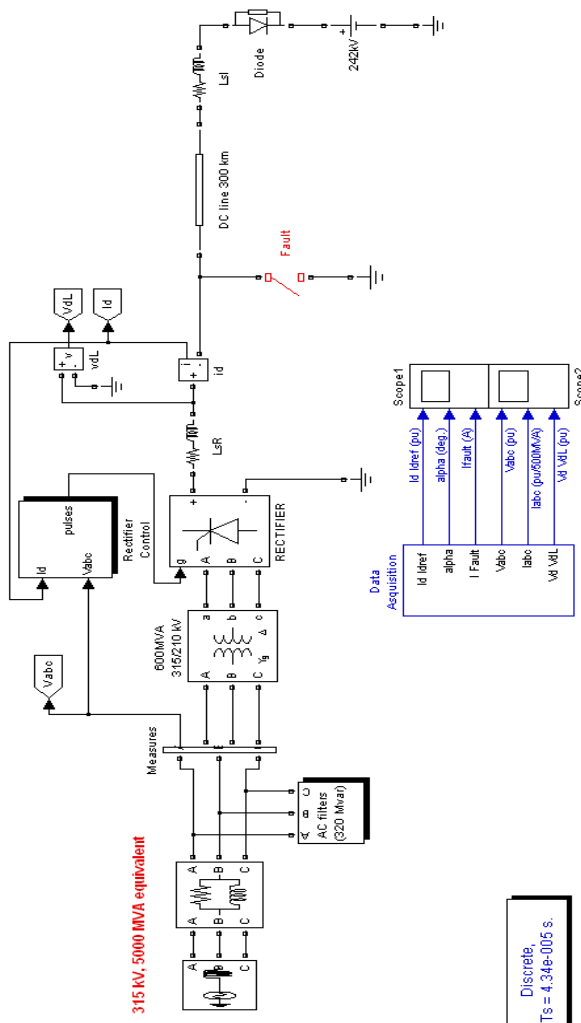 Discrete,
Ts = 4.34e-005 s.
315 kV, 5000 MVA equivalent
A
B
C
A
B
C
A
B
C
AC filters
(320 Mvar)
A
B
C
Measures
Vabc
A
B
C
a
b
c
Yg
Δ
600MVA
315/210 kV
Id
Vabc
pulses
Rectifier
Control
g
A
B
C
+
-
RECTIFIER
LsR
VdL
Id
+
v
-
vdL
+
i
-
id
Fault
DC line 300 km
LsI
Diode
+
242kV
Data
Asquisition
Id Idref
alpha
I Fault
Vabc
Iabc
Vd VdL
Id Idref (pu)
alpha (deg.)
Ifault (A)
Vabc (pu)
Iabc (pu/500MVA)
Vd VdL (pu)
Scope1
Scope2